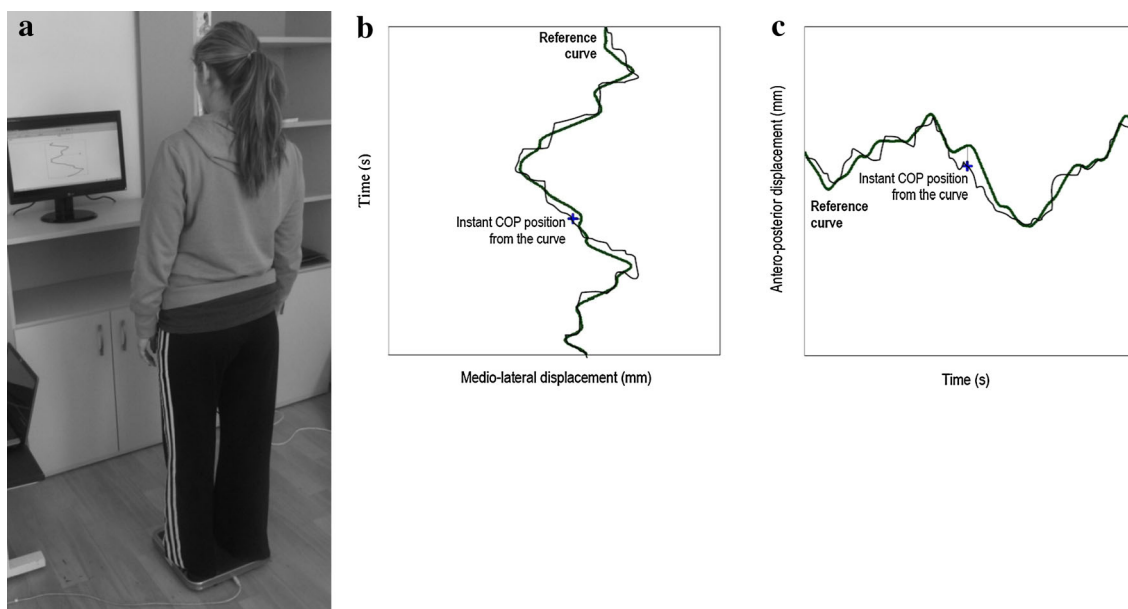 a
b
Reference
curve
Time (s)
Instant COP position
from the curve
Medio-lateral displacement (mm)
c
Antero-posterior displacement (mm)
Instant COP position
from the curve
Reference
curve
Time (s)